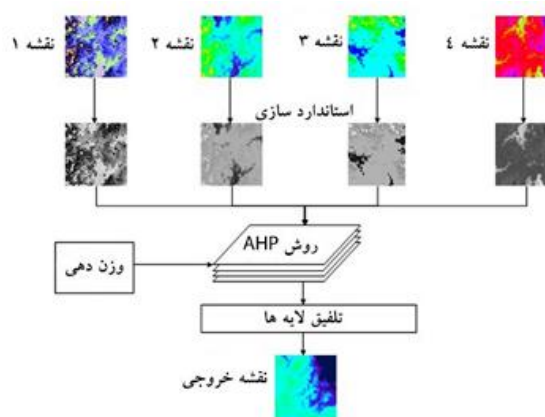 نقشه ۱
نقشه ۲
نقشه ۳
نقشه ٤
استاندارد سازی
روش AHP
وزن دهی
تلفیق لایه ها
نقشه خروجی